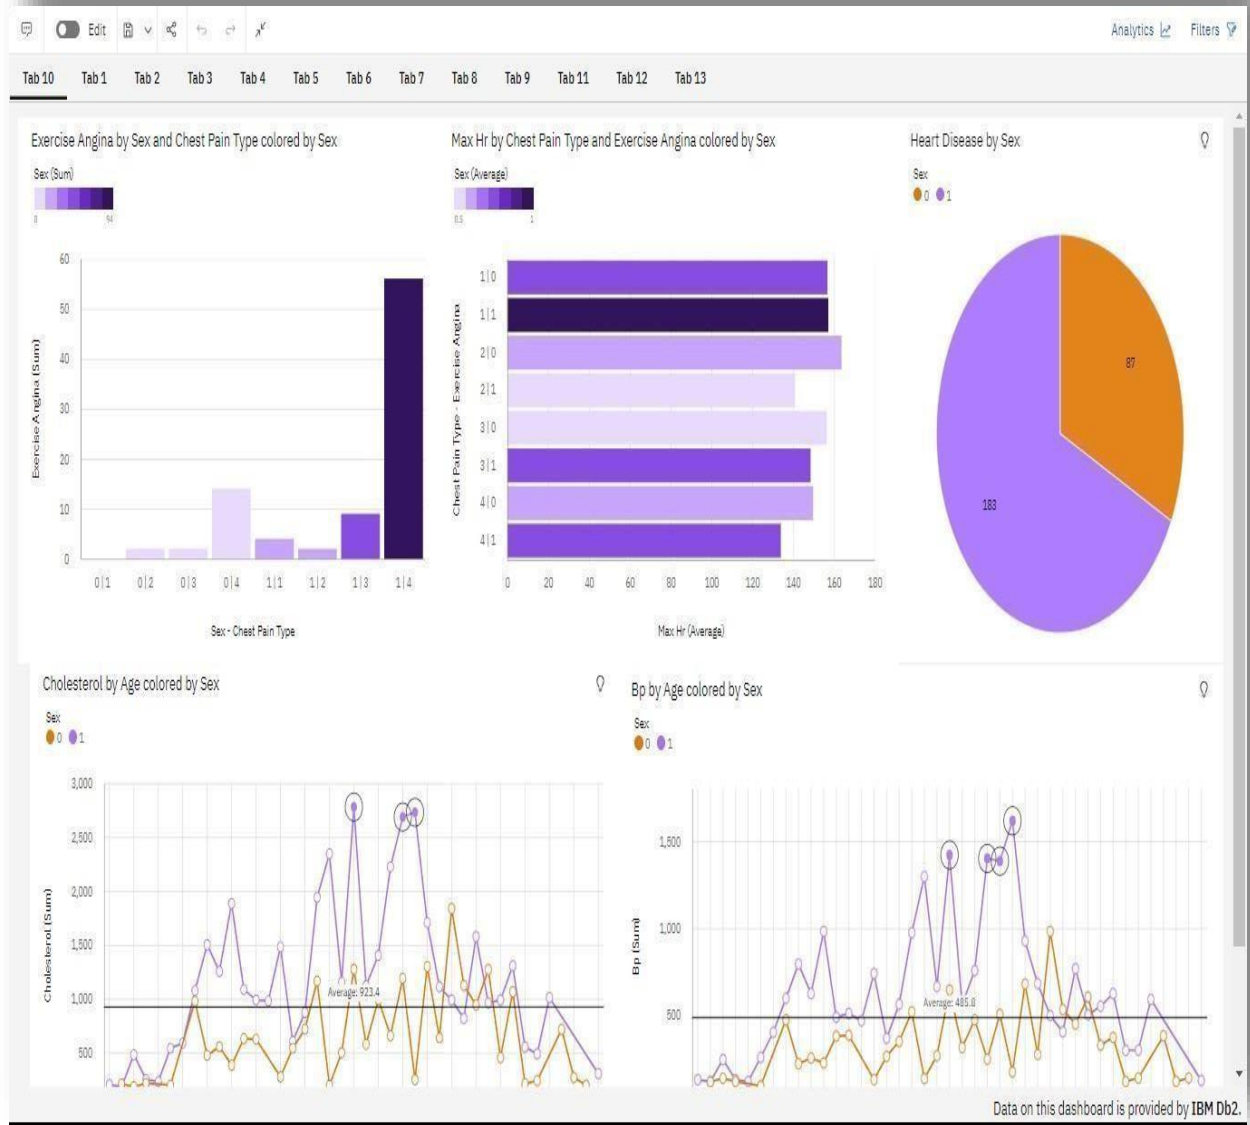 Edit
Analytics Filters
Tab 10 Tab 1 Tab 2 Tab 3 Tab 4 Tab 5 Tab 6 Tab 7 Tab 8 Tab 9 Tab 11 Tab 12 Tab 13
Exercise Angina by Sex and Chest Pain Type colored by Sex
Sex (Sum)
0 94
60
50
40
30
20
10
0
Exercise Angina (Sum)
0|1 0|2 0|3 0|4 1|1 1|2 1|3 1|4
Sex - Chest Pain Type
Max Hr by Chest Pain Type and Exercise Angina colored by Sex
Sex (Average)
0.5 1
Chest Pain Type - Exercise Angina
1|0
1|1
2|0
2|1
3|0
3|1
4|0
4|1
0 20 40 60 80 100 120 140 160 180
Max Hr (Average)
Heart Disease by Sex
Sex
0 1
87
183
Cholesterol by Age colored by Sex
Sex
0 1
3,000
2,500
2,000
1,500
1,000
500
Cholesterol (Sum)
Average: 923.4
Bp by Age colored by Sex
Sex
0 1
1,500
1,000
500
Bp (Sum)
Average: 485.8
Data on this dashboard is provided by IBM Db2.